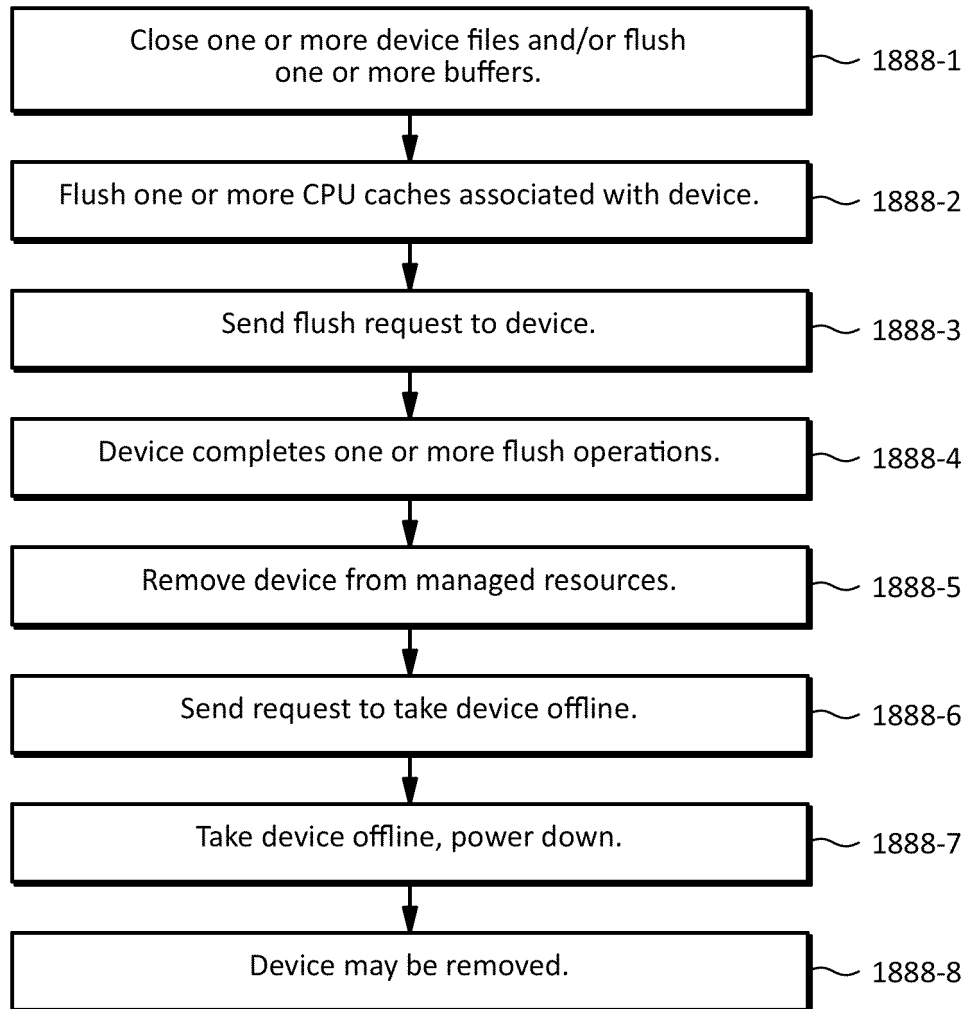 Close one or more device files and/or flush
one or more buffers.
1888-1
Flush one or more CPU caches associated with device.
1888-2
Send flush request to device.
1888-3
Device completes one or more flush operations.
1888-4
Remove device from managed resources.
1888-5
Send request to take device offline.
1888-6
Take device offline, power down.
1888-7
Device may be removed.
1888-8